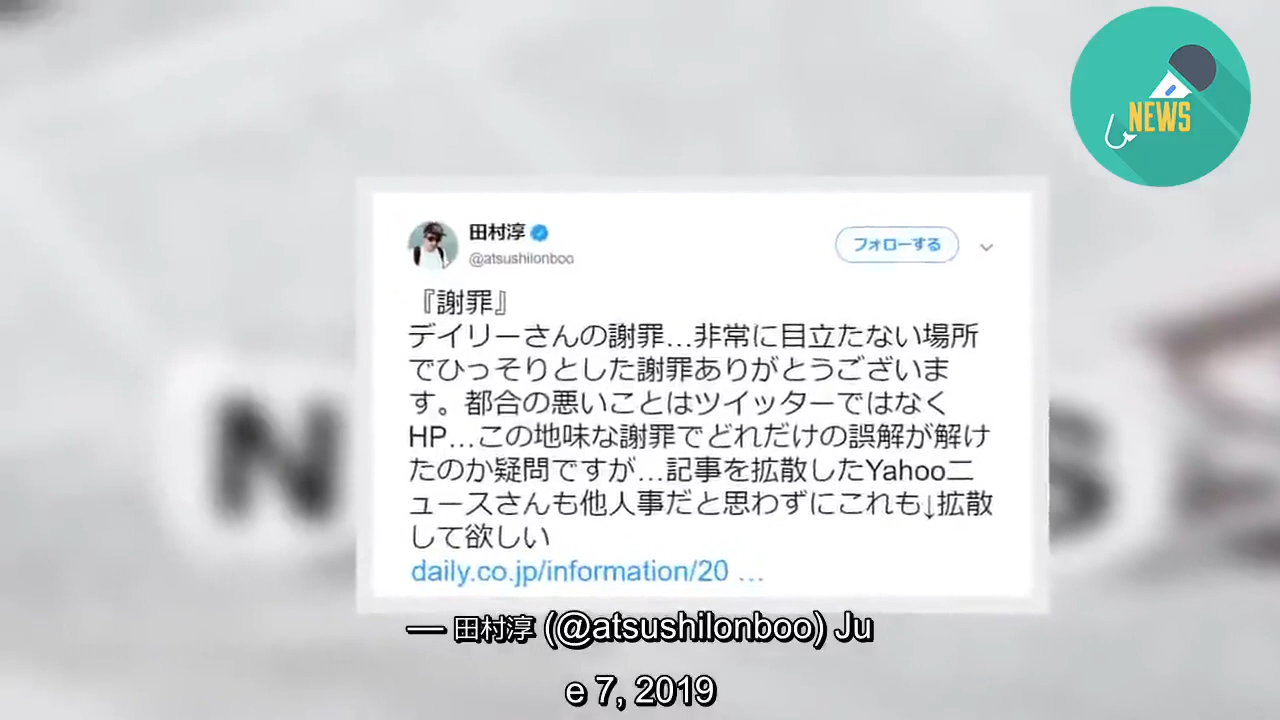 NEWS
田村淳
@atsushilonboo
フォローする
『謝罪』
デイリーさんの謝罪…非常に目立たない場所
でひっそりとした謝罪ありがとうございま
す。都合の悪いことはツイッターではなく
HP…この地味な謝罪でどれだけの誤解が解け
たのか疑問ですが…記事を拡散したYahooニ
ュースさんも他人事だと思わずにこれも↓拡散
して欲しい
daily.co.jp/information/20 …
N
S
— 田村淳 (@atsushilonboo) Ju
e 7, 2019